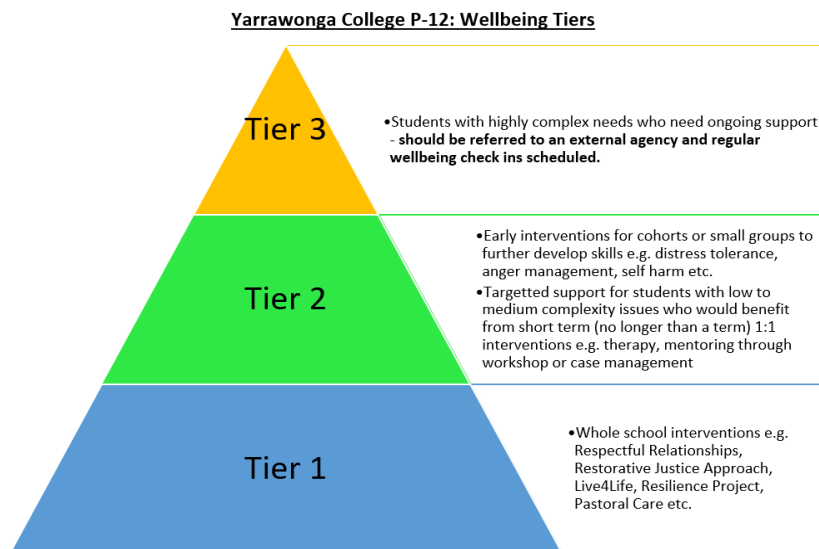 Yarrawonga College P-12: Wellbeing Tiers
Tier 3
•Students with highly complex needs who need ongoing support
- should be referred to an external agency and regular
wellbeing check ins scheduled.
Tier 2
•Early interventions for cohorts or small groups to
further develop skills e.g. distress tolerance,
anger management, self harm etc.
•Targetted support for students with low to
medium complexity issues who would benefit
from short term (no longer than a term) 1:1
interventions e.g. therapy, mentoring through
workshop or case management
Tier 1
•Whole school interventions e.g.
Respectful Relationships,
Restorative Justice Approach,
Live4Life, Resilience Project,
Pastoral Care etc.